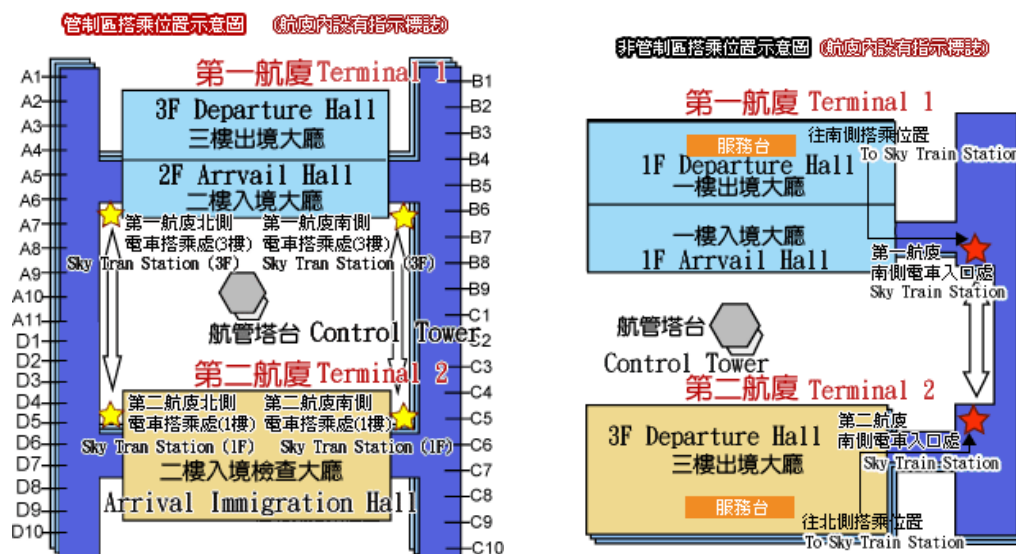 管制區搭乘位置示意圖 (航廈內設有指示標誌)
第一航廈 Terminal 1
A1
A2
A3
A4
A5
A6
A7
A8
A9
A10
A11
D1
D2
D3
D4
D5
D6
D7
D8
D9
D10
3F Departure Hall
三樓出境大廳
2F Arrvail Hall
二樓入境大廳
第一航廈北側
電車搭乘處(3樓)
Sky Tran Station (3F)
第一航廈南側
電車搭乘處(3樓)
Sky Tran Station (3F)
航管塔台 Control Tower
第二航廈 Terminal 2
第二航廈北側
電車搭乘處(1樓)
Sky Tran Station (1F)
第二航廈南側
電車搭乘處(1樓)
Sky Tran Station (1F)
二樓入境檢查大廳
Arrival Immigration Hall
B1
B2
B3
B4
B5
B6
B7
B8
B9
C1
C2
C3
C4
C5
C6
C7
C8
C9
C10
非管制區搭乘位置示意圖 (航廈內設有指示標誌)
第一航廈 Terminal 1
服務台
往南側搭乘位置
To Sky Train Station
1F Departure Hall
一樓出境大廳
一樓入境大廳
1F Arrvail Hall
第一航廈
南側電車入口處
Sky Train Station
航管塔台
Control Tower
第二航廈 Terminal 2
第二航廈
南側電車入口處
Sky Train Station
3F Departure Hall
三樓出境大廳
服務台
往北側搭乘位置
To Sky Train Station